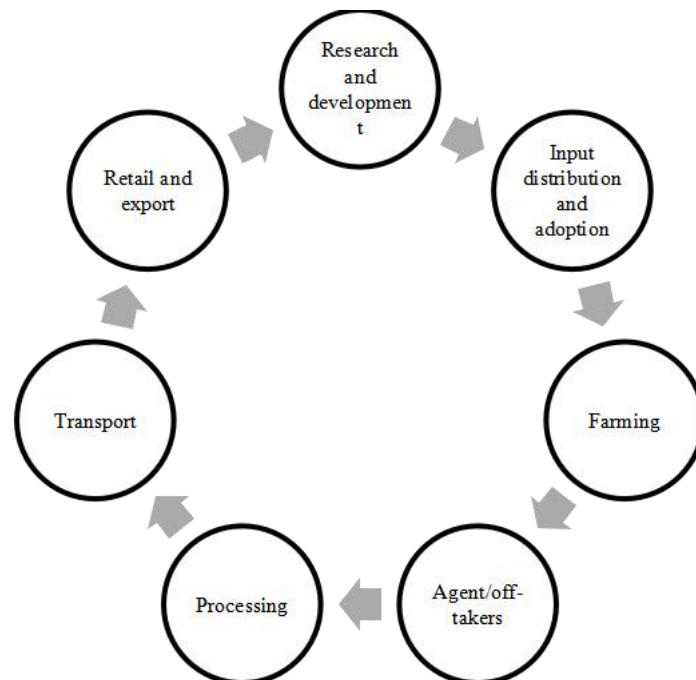 Research
and
developmen
t
Input
distribution
and
adoption
Farming
Agent/off-
takers
Processing
Transport
Retail and
export